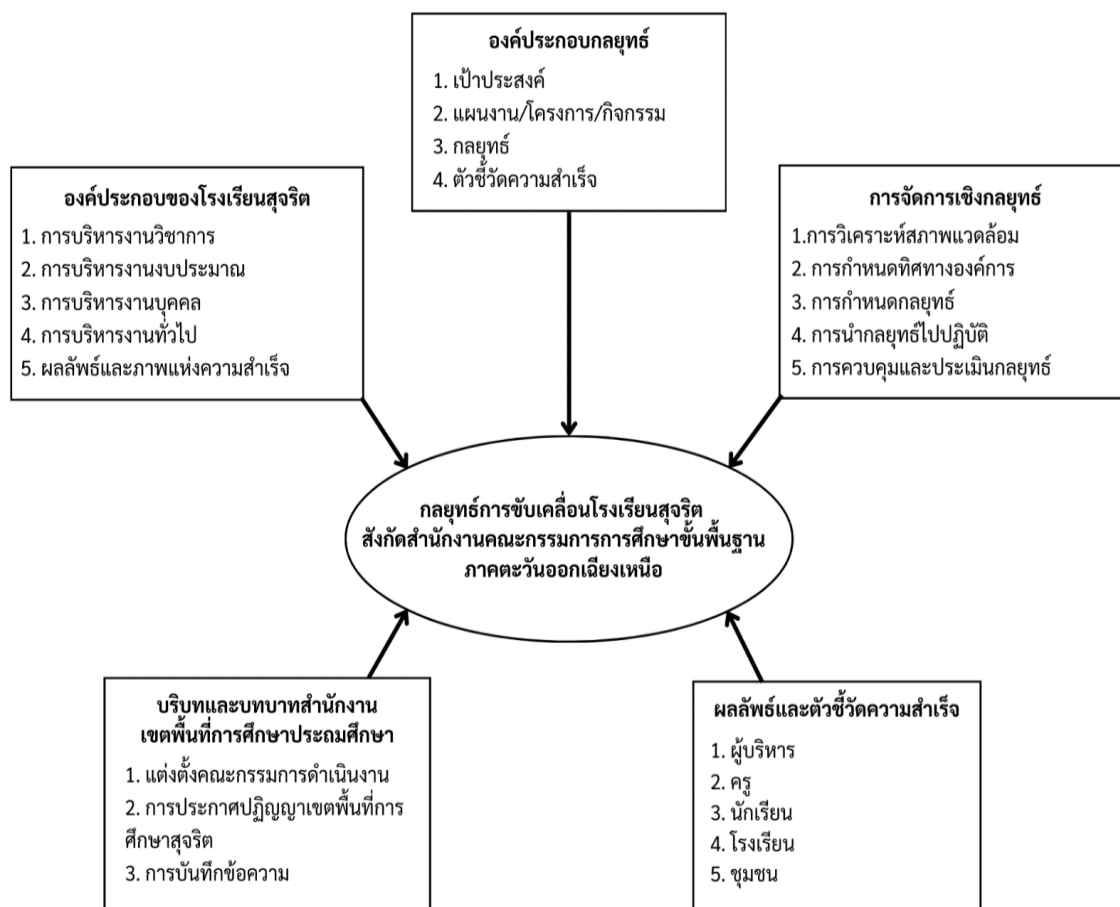 องค์ประกอบกลยุทธ์
1. เป้าประสงค์
2. แผนงาน/โครงการ/กิจกรรม
3. กลยุทธ์
4. ตัวชี้วัดความสำเร็จ
องค์ประกอบของโรงเรียนสุจริต
1. การบริหารงานวิชาการ
2. การบริหารงานงบประมาณ
3. การบริหารงานบุคคล
4. การบริหารงานทั่วไป
5. ผลลัพธ์และภาพแห่งความสำเร็จ
การจัดการเชิงกลยุทธ์
1.การวิเคราะห์สภาพแวดล้อม
2. การกำหนดทิศทางองค์การ
3. การกำหนดกลยุทธ์
4. การนำกลยุทธ์ไปปฏิบัติ
5. การควบคุมและประเมินกลยุทธ์
กลยุทธ์การขับเคลื่อนโรงเรียนสุจริต
สังกัดสำนักงานคณะกรรมการการศึกษาขั้นพื้นฐาน
ภาคตะวันออกเฉียงเหนือ
บริบทและบทบาทสำนักงาน
เขตพื้นที่การศึกษาประถมศึกษา
1. แต่งตั้งคณะกรรมการดำเนินงาน
2. การประกาศปฏิญญาเขตพื้นที่การ
ศึกษาสุจริต
3. การบันทึกข้อความ
ผลลัพธ์และตัวชี้วัดความสำเร็จ
1. ผู้บริหาร
2. ครู
3. นักเรียน
4. โรงเรียน
5. ชุมชน